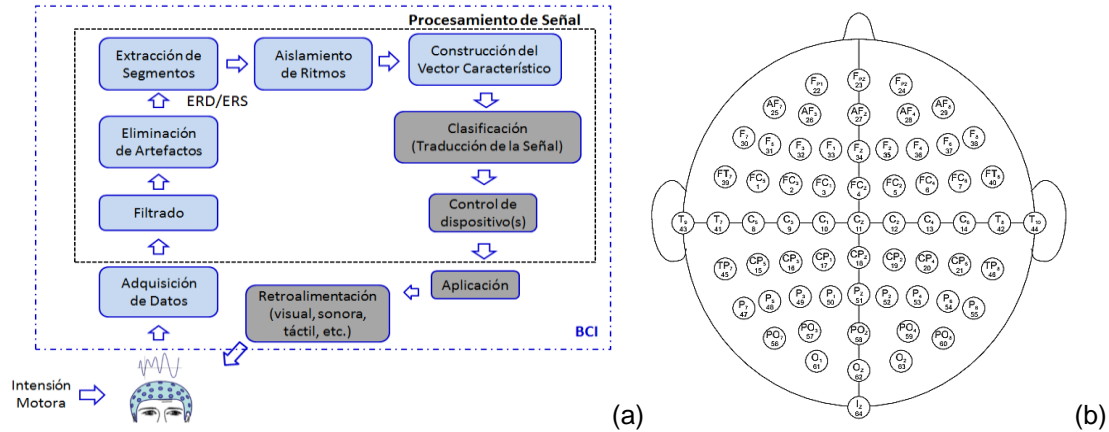 Procesamiento de Señal
Extracción de
Segmentos
Aislamiento
de Ritmos
Construcción del
Vector Característico
ERD/ERS
Eliminación
de Artefactos
Clasificación
(Traducción de la Señal)
Filtrado
Control de
dispositivo(s)
Adquisición
de Datos
Retroalimentación
(visual, sonora,
táctil, etc.)
Aplicación
BCI
Intensión
Motora
(a)
FP1 22 FPZ 23 FP2 24
AF7 25 AF3 26 AFZ 27 AF4 28 AF8 29
F7 30 F5 31 F3 32 F1 33 FZ 34 F2 35 F4 36 F6 37 F8 38
FT7 39 FC5 1 FC3 2 FC1 3 FCZ 4 FC2 5 FC4 6 FC6 7 FT8 40
T9 43 T7 41 C5 8 C3 9 C1 10 CZ 11 C2 12 C4 13 C6 14 T8 42 T10 44
TP7 45 CP5 15 CP3 16 CP1 17 CPZ 18 CP2 19 CP4 20 CP6 21 TP8 46
P7 47 P5 48 P3 49 P1 50 PZ 51 P2 52 P4 53 P6 54 P8 55
PO7 56 PO3 57 POZ 58 PO4 59 PO8 60
O1 61 OZ 62 O2 63
IZ 64
(b)